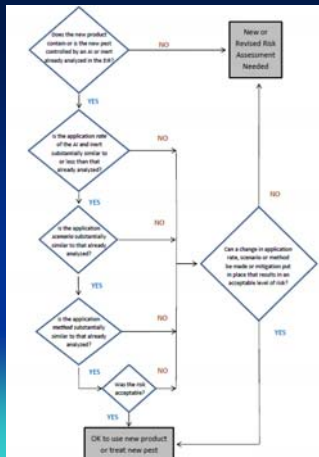 Does the new product
contain or is the new pest
controlled by an AI or inert
already analyzed in the EIR?
NO
New or
Revised Risk
Assessment
Needed
YES
Is the application rate
of the AI and inert
substantially similar to
or less than that
already analyzed?
NO
YES
Is the application
scenario substantially
similar to that already
analyzed?
NO
YES
Is the application
method substantially
similar to that already
analyzed?
NO
YES
Was the risk
acceptable?
NO
YES
NO
Can a change in application
rate, scenario or method
be made or mitigation put
in place that results in an
acceptable level of risk?
YES
OK to use new product
or treat new pest